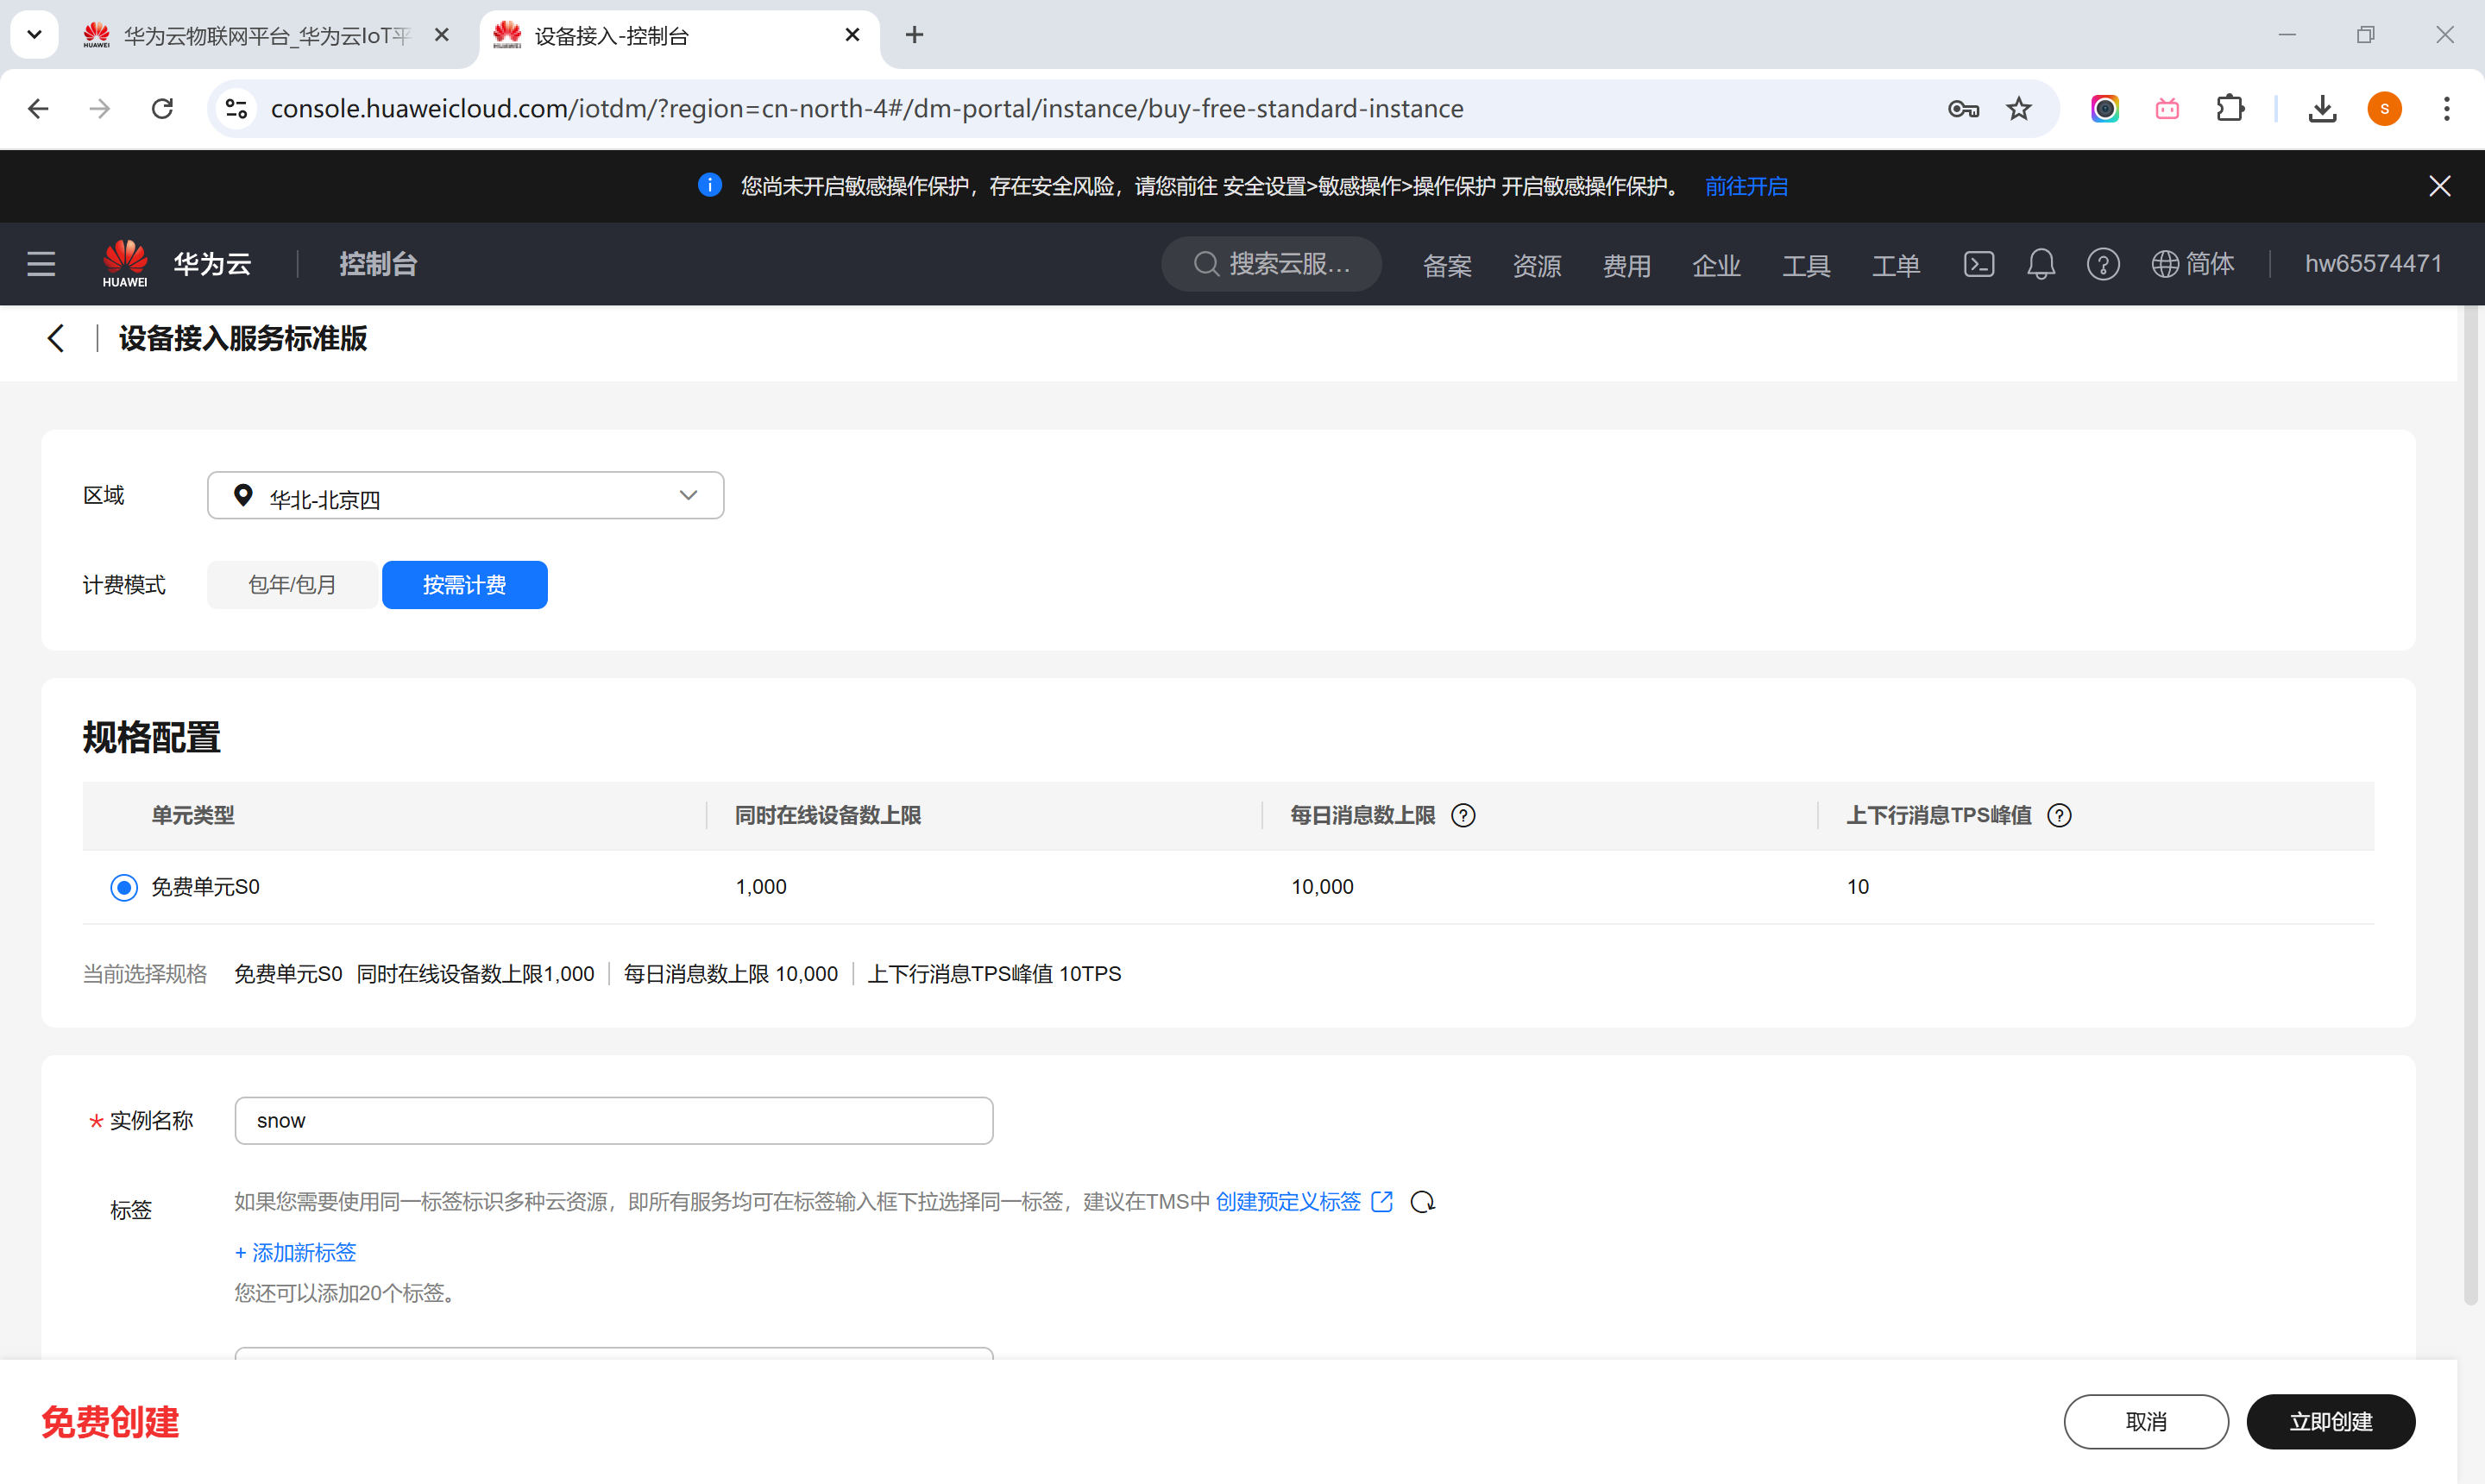 华为云物联网平台_华为云IoT平
设备接入-控制台
console.huaweicloud.com/iotdm/?region=cn-north-4#/dm-portal/instance/buy-free-standard-instance
s
您尚未开启敏感操作保护，存在安全风险，请您前往 安全设置>敏感操作>操作保护 开启敏感操作保护。 前往开启
HUAWEI 华为云 控制台 搜索云服... 备案 资源 费用 企业 工具 工单 简体 hw65574471
设备接入服务标准版
区域 华北-北京四
计费模式 包年/包月 按需计费
规格配置
单元类型 同时在线设备数上限 每日消息数上限 上下行消息TPS峰值
免费单元S0 1,000 10,000 10
当前选择规格 免费单元S0 同时在线设备数上限1,000 每日消息数上限 10,000 上下行消息TPS峰值 10TPS
* 实例名称 snow
标签 如果您需要使用同一标签标识多种云资源，即所有服务均可在标签输入框下拉选择同一标签，建议在TMS中 创建预定义标签
+ 添加新标签
您还可以添加20个标签。
免费创建 取消 立即创建